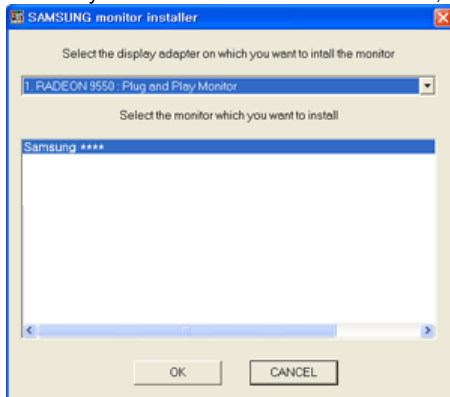 SAMSUNG monitor installer
Select the display adapter on which you want to intall the monitor
1. RADEON 9550 : Plug and Play Monitor
Select the monitor which you want to install
Samsung ****
OK
CANCEL